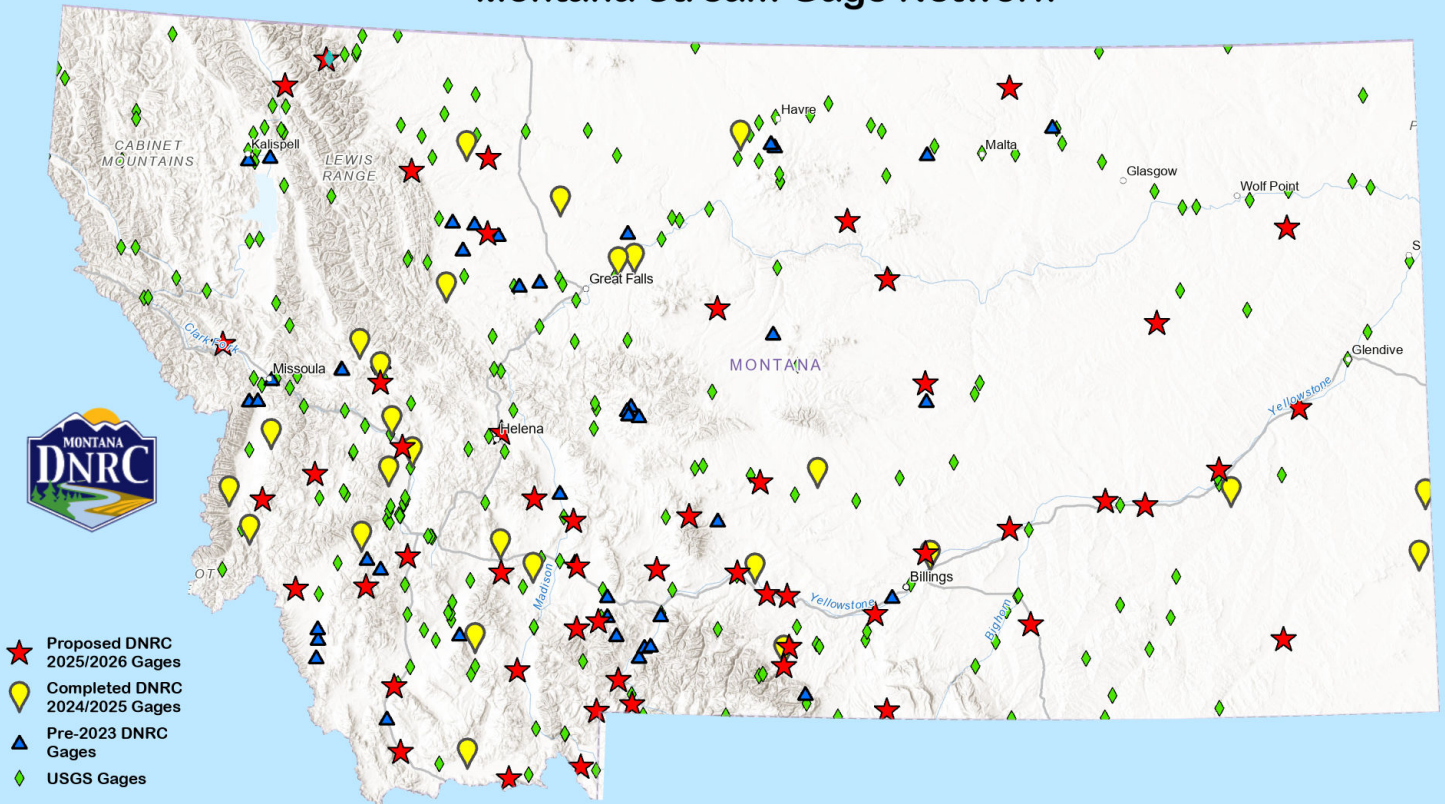 Montana Stream Gage Network
Havre
CABINET
MOUNTAINS
Kalispell
LEWIS
RANGE
Malta
Glasgow
Wolf Point
P
S
Great Falls
Clark Fork
Missoula
MONTANA
Glendive
Yellowstone
Helena
MONTANA
DNRC
OT
Madison
Billings
Yellowstone
Bighorn
Proposed DNRC
2025/2026 Gages
Completed DNRC
2024/2025 Gages
Pre-2023 DNRC
Gages
USGS Gages